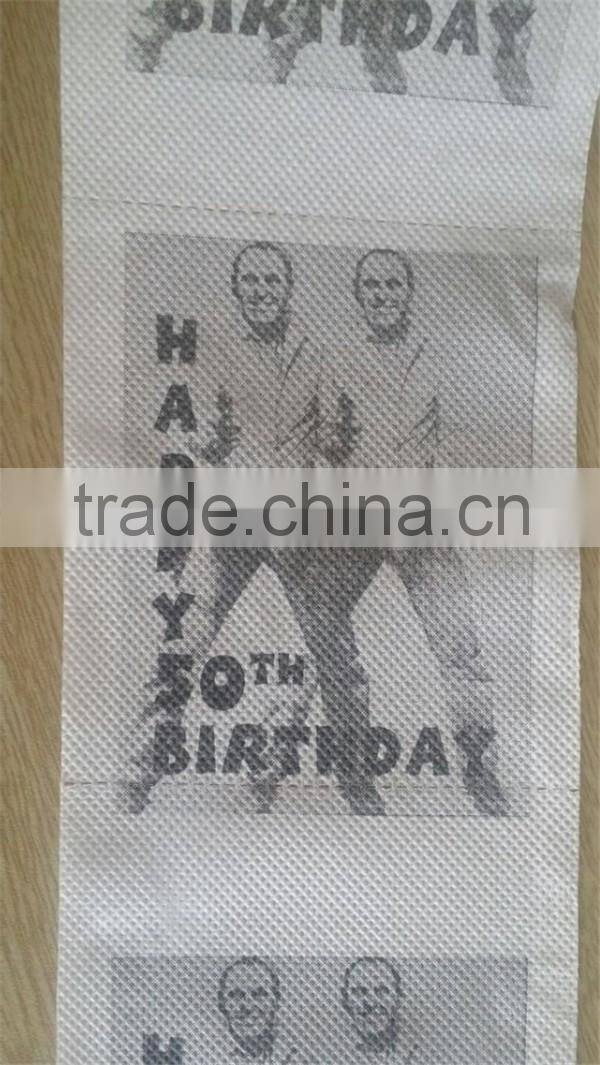 BIRTHDAY
HAPPY
50TH
BIRTHDAY
trade.china.cn
H